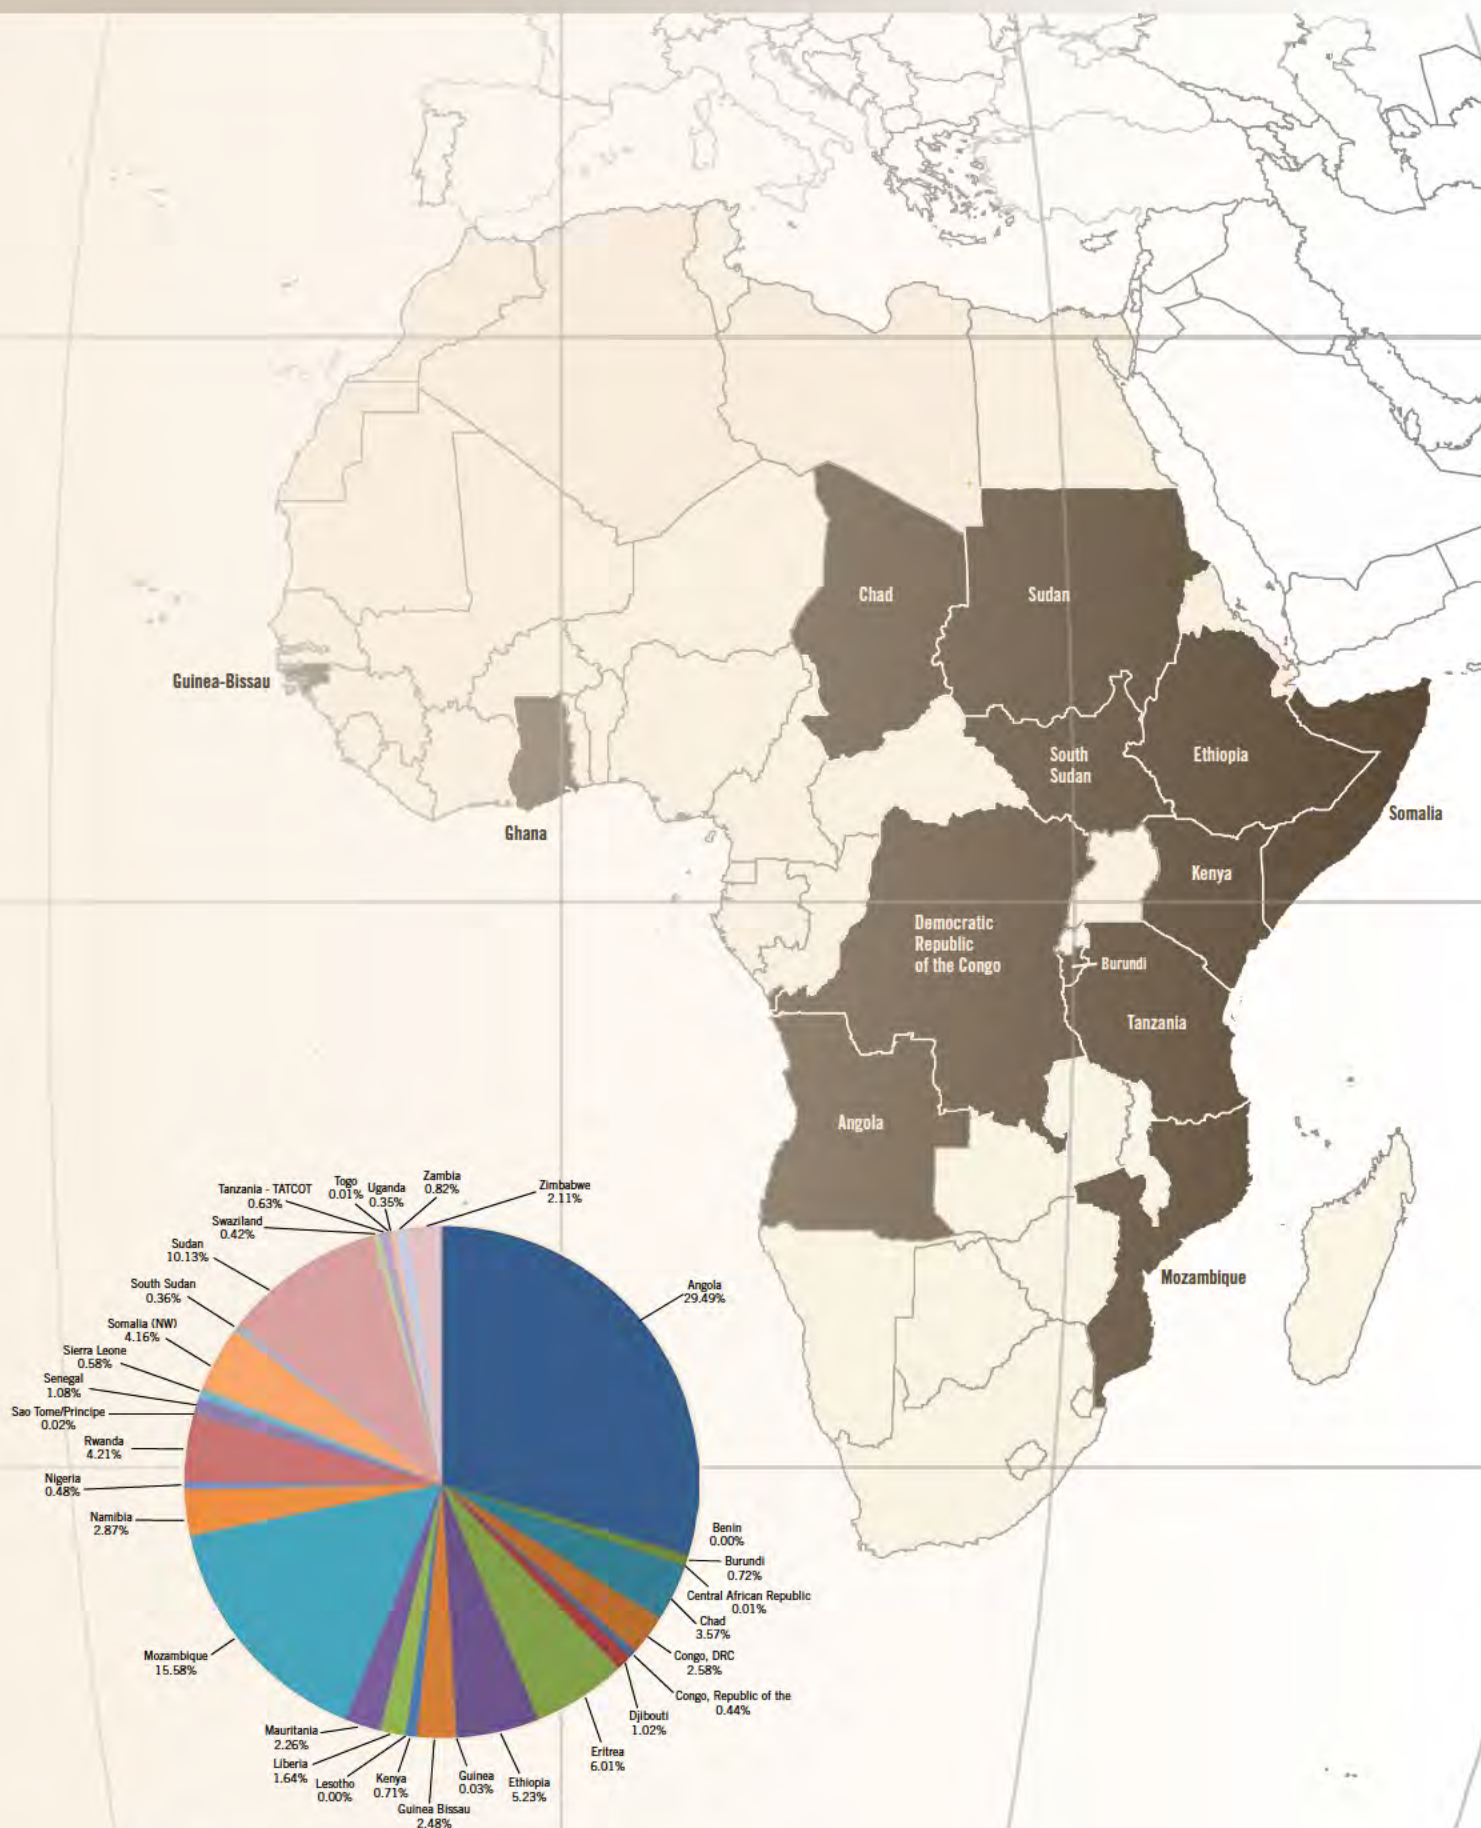 Chad
Sudan
Guinea-Bissau
South
Sudan
Ethiopia
Somalia
Ghana
Kenya
Democratic
Republic
of the Congo
Burundi
Tanzania
Angola
Mozambique
Zambia
0.82%
Togo
0.01%
Uganda
0.35%
Tanzania - TATCOT
0.63%
Zimbabwe
2.11%
Swaziland
0.42%
Sudan
10.13%
South Sudan
0.36%
Somalia (NW)
4.16%
Sierra Leone
0.58%
Senegal
1.08%
Sao Tome/Principe
0.02%
Rwanda
4.21%
Nigeria
0.48%
Namibia
2.87%
Mozambique
15.58%
Mauritania
2.26%
Liberia
1.64%
Lesotho
0.00%
Kenya
0.71%
Guinea Bissau
2.48%
Guinea
0.03%
Ethiopia
5.23%
Eritrea
6.01%
Djibouti
1.02%
Congo, Republic of the
0.44%
Congo, DRC
2.58%
Chad
3.57%
Central African Republic
0.01%
Burundi
0.72%
Benin
0.00%
Angola
29.49%